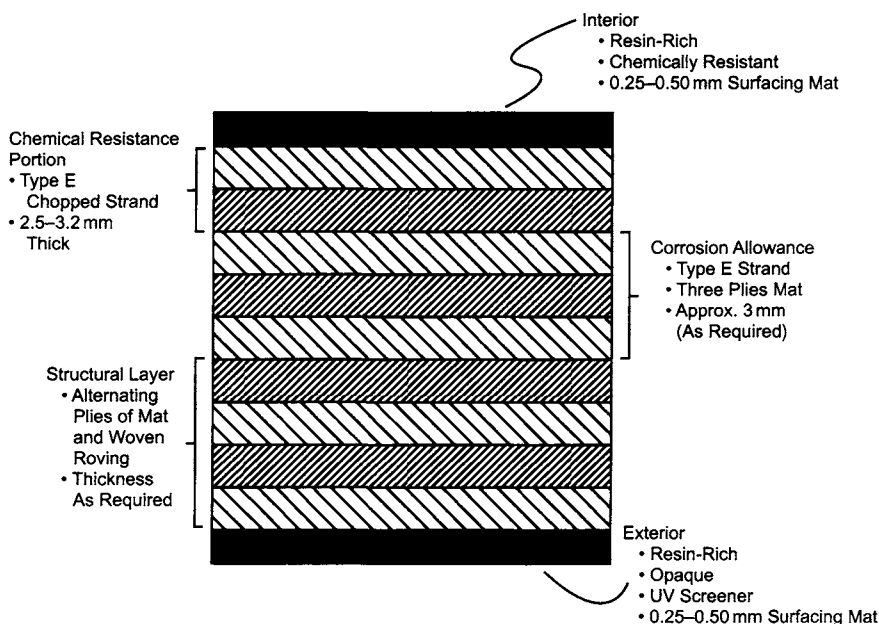 Interior
• Resin-Rich
• Chemically Resistant
• 0.25–0.50 mm Surfacing Mat
Chemical Resistance
Portion
• Type E
Chopped Strand
• 2.5–3.2 mm
Thick
Corrosion Allowance
• Type E Strand
• Three Plies Mat
• Approx. 3 mm
(As Required)
Structural Layer
• Alternating
Plies of Mat
and Woven
Roving
• Thickness
As Required
Exterior
• Resin-Rich
• Opaque
• UV Screener
• 0.25–0.50 mm Surfacing Mat